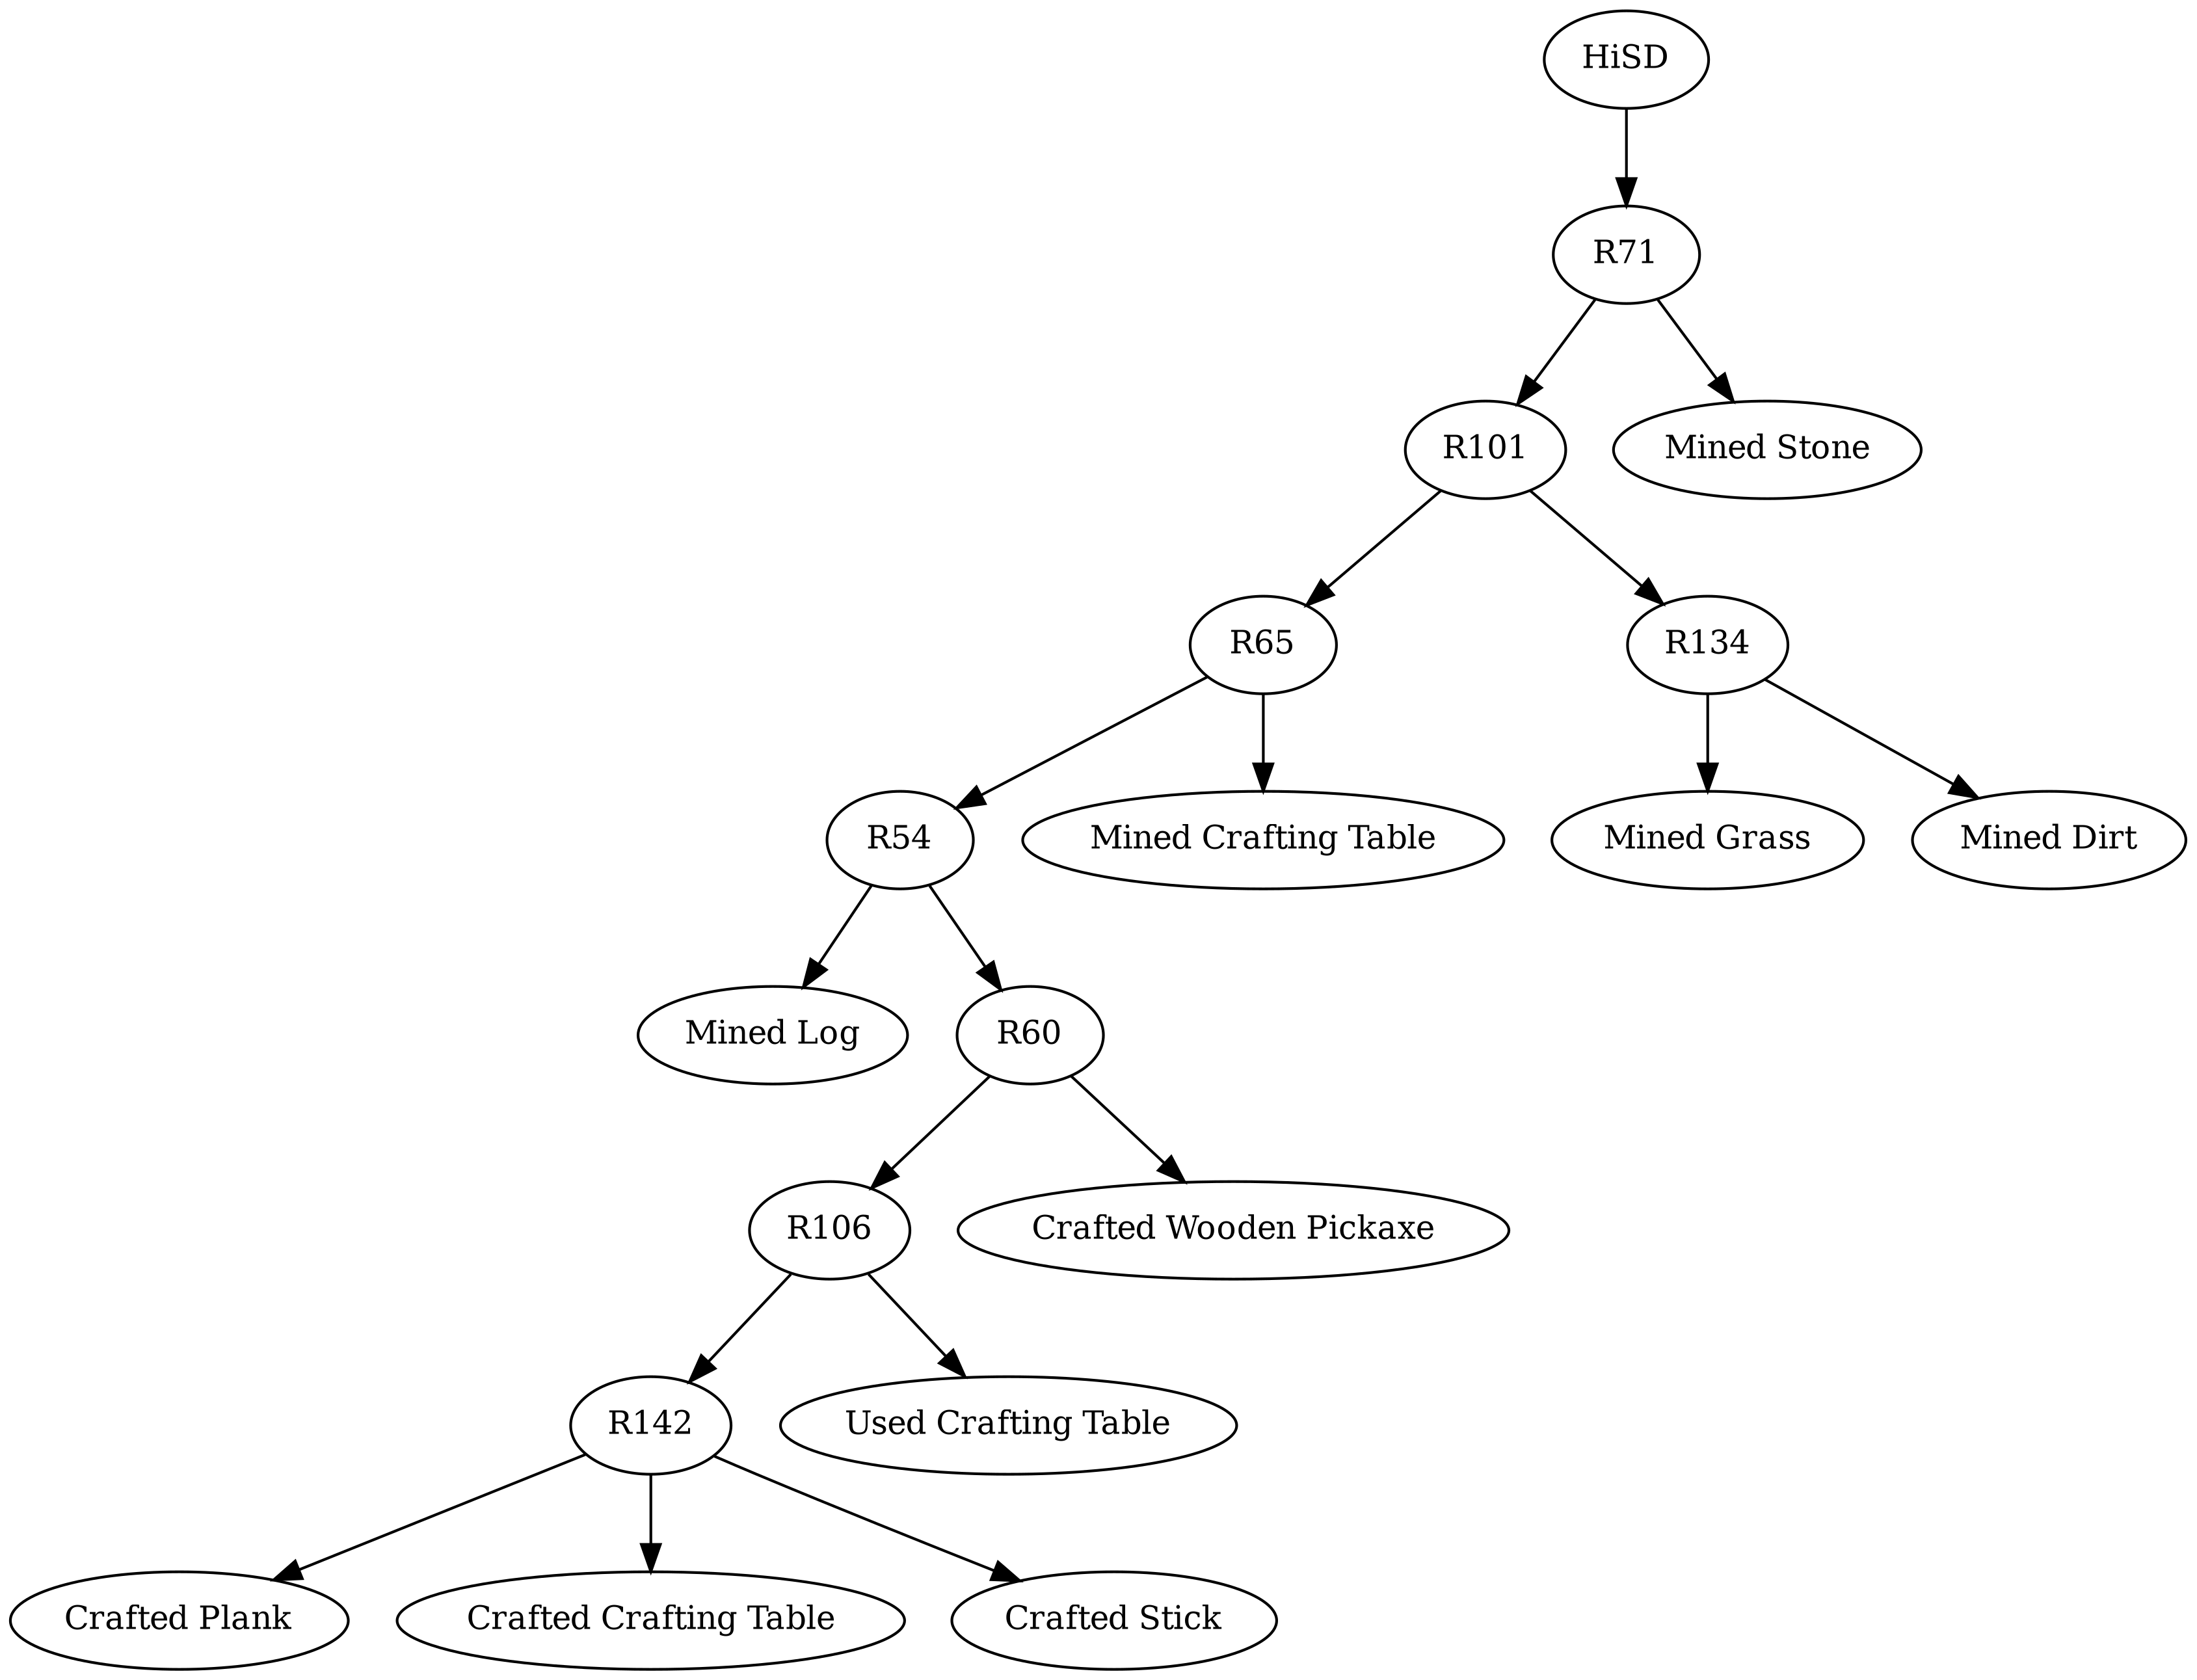 HiSD
R71
R101
Mined Stone
R65
R134
R54
Mined Crafting Table
Mined Grass
Mined Dirt
Mined Log
R60
R106
Crafted Wooden Pickaxe
R142
Used Crafting Table
Crafted Plank
Crafted Crafting Table
Crafted Stick